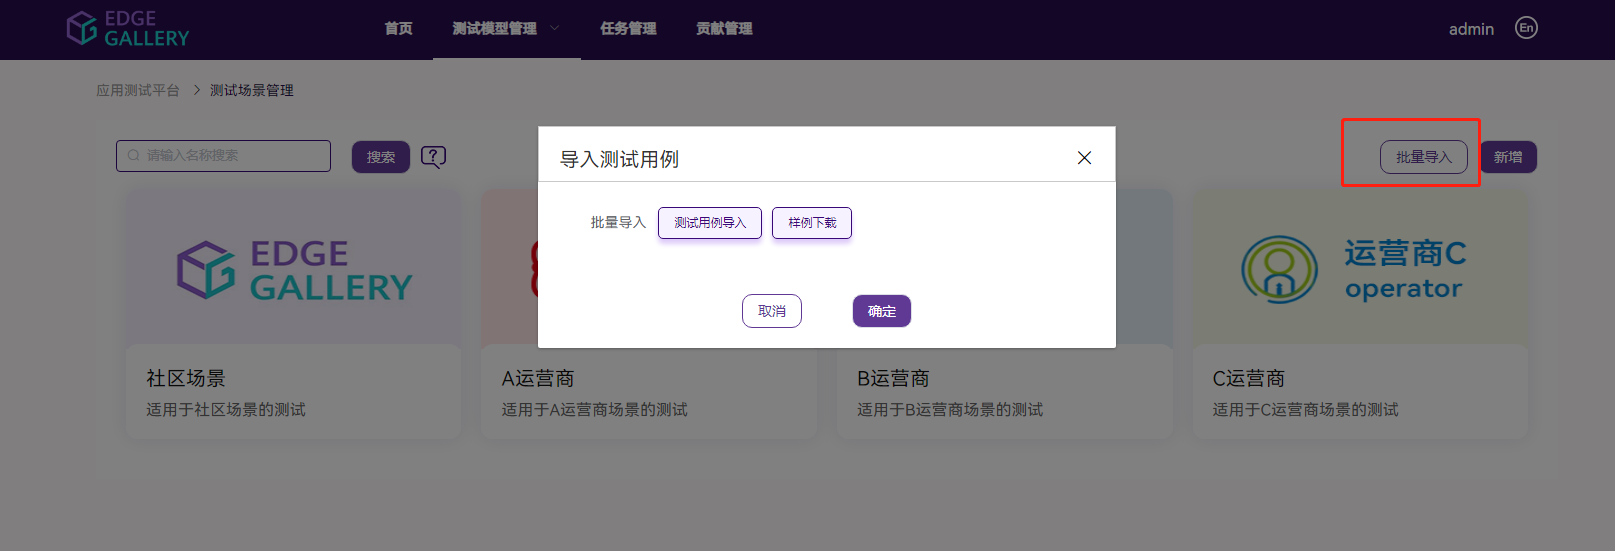 EDGE
GALLERY
首页
测试模型管理
任务管理
贡献管理
admin
En
应用测试平台 > 测试场景管理
请输入名称搜索
搜索
?
批量导入
新增
导入测试用例
批量导入
测试用例导入
样例下载
取消
确定
EDGE
GALLERY
运营商C
operator
社区场景
适用于社区场景的测试
A运营商
适用于A运营商场景的测试
B运营商
适用于B运营商场景的测试
C运营商
适用于C运营商场景的测试